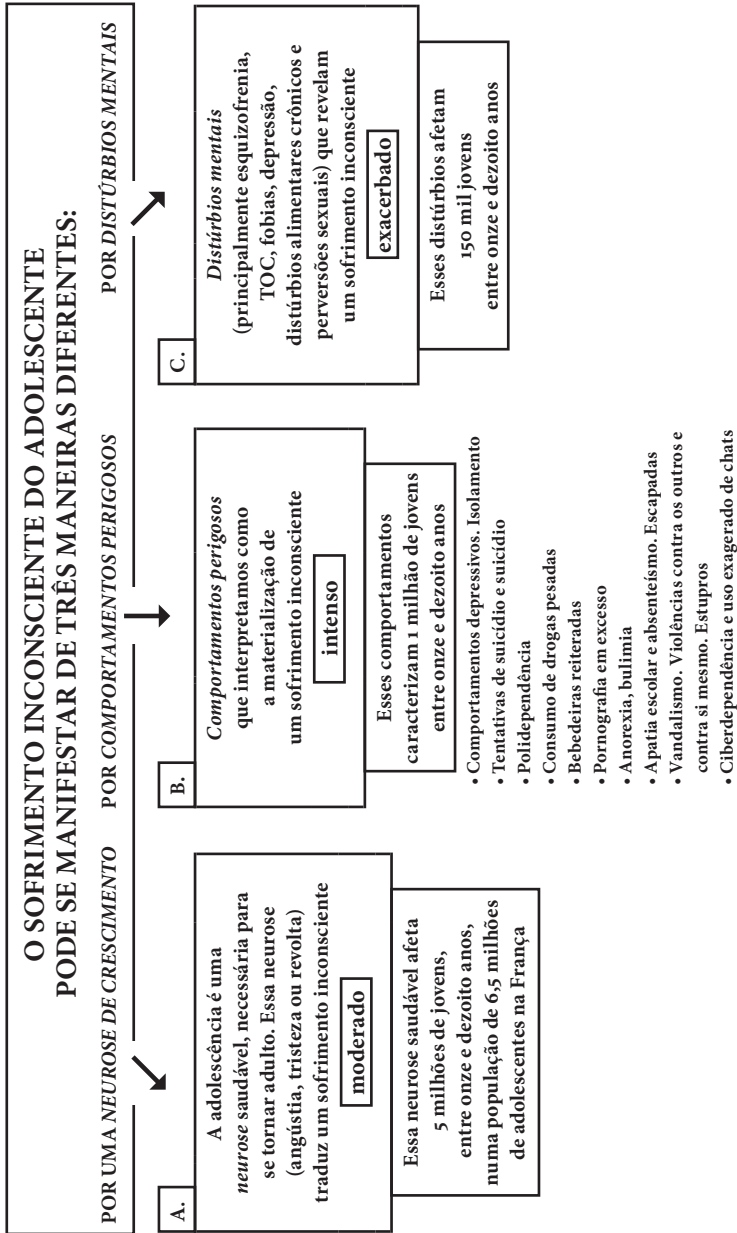 O SOFRIMENTO INCONSCIENTE DO ADOLESCENTE
PODE SE MANIFESTAR DE TRÊS MANEIRAS DIFERENTES:
POR UMA NEUROSE DE CRESCIMENTO
POR COMPORTAMENTOS PERIGOSOS
POR DISTÚRBIOS MENTAIS
A.
A adolescência é uma
neurose saudável, necessária para
se tornar adulto. Essa neurose
(angústia, tristeza ou revolta)
traduz um sofrimento inconsciente
moderado
Essa neurose saudável afeta
5 milhões de jovens,
entre onze e dezoito anos,
numa população de 6,5 milhões
de adolescentes na França
B.
Comportamentos perigosos
que interpretamos como
a materialização de
um sofrimento inconsciente
intenso
Esses comportamentos
caracterizam 1 milhão de jovens
entre onze e dezoito anos
• Comportamentos depressivos. Isolamento
• Tentativas de suicídio e suicídio
• Polidependência
• Consumo de drogas pesadas
• Bebedeiras reiteradas
• Pornografia em excesso
• Anorexia, bulimia
• Apatia escolar e absenteísmo. Escapadas
• Vandalismo. Violências contra os outros e
contra si mesmo. Estupros
• Ciberdependência e uso exagerado de chats
C.
Distúrbios mentais
(principalmente esquizofrenia,
TOC, fobias, depressão,
distúrbios alimentares crônicos e
perversões sexuais) que revelam
um sofrimento inconsciente
exacerbado
Esses distúrbios afetam
150 mil jovens
entre onze e dezoito anos